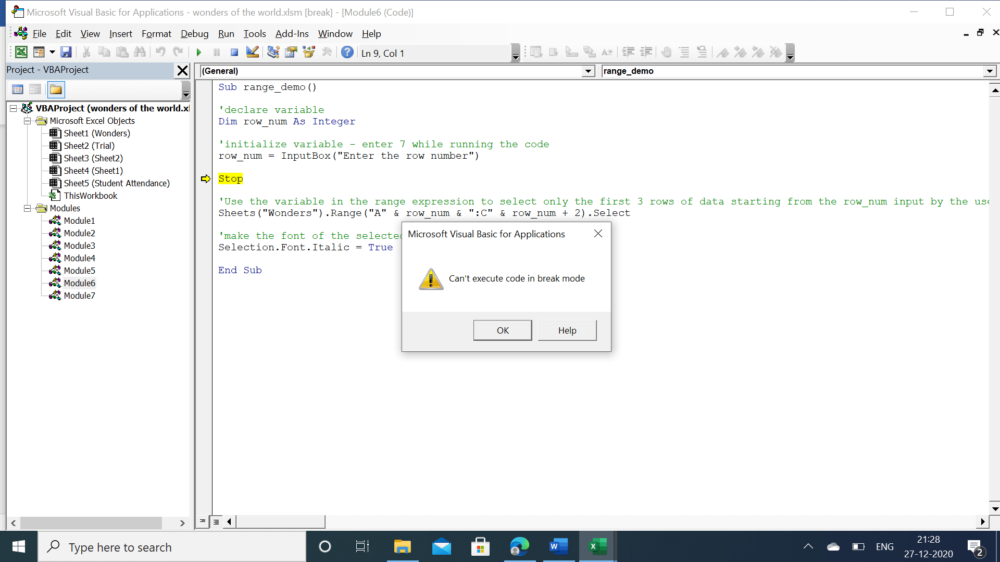 Microsoft Visual Basic for Applications - wonders of the world.xlsm [break] - [Module6 (Code)]
File Edit View Insert Format Debug Run Tools Add-Ins Window Help
Ln 9, Col 1
Project - VBAProject
(General)
range_demo
VBAProject (wonders of the world.xl
Microsoft Excel Objects
Sheet1 (Wonders)
Sheet2 (Trial)
Sheet3 (Sheet2)
Sheet4 (Sheet1)
Sheet5 (Student Attendance)
ThisWorkbook
Modules
Module1
Module2
Module3
Module4
Module5
Module6
Module7
Sub range_demo()
'declare variable
Dim row_num As Integer
'initialize variable - enter 7 while running the code
row_num = InputBox("Enter the row number")
Stop
'Use the variable in the range expression to select only the first 3 rows of data starting from the row_num input by the use
Sheets("Wonders").Range("A" & row_num & ":C" & row_num + 2).Select
'make the font of the selected
Selection.Font.Italic = True
End Sub
Microsoft Visual Basic for Applications
Can't execute code in break mode
OK
Help
Type here to search
ENG
21:28
27-12-2020
2